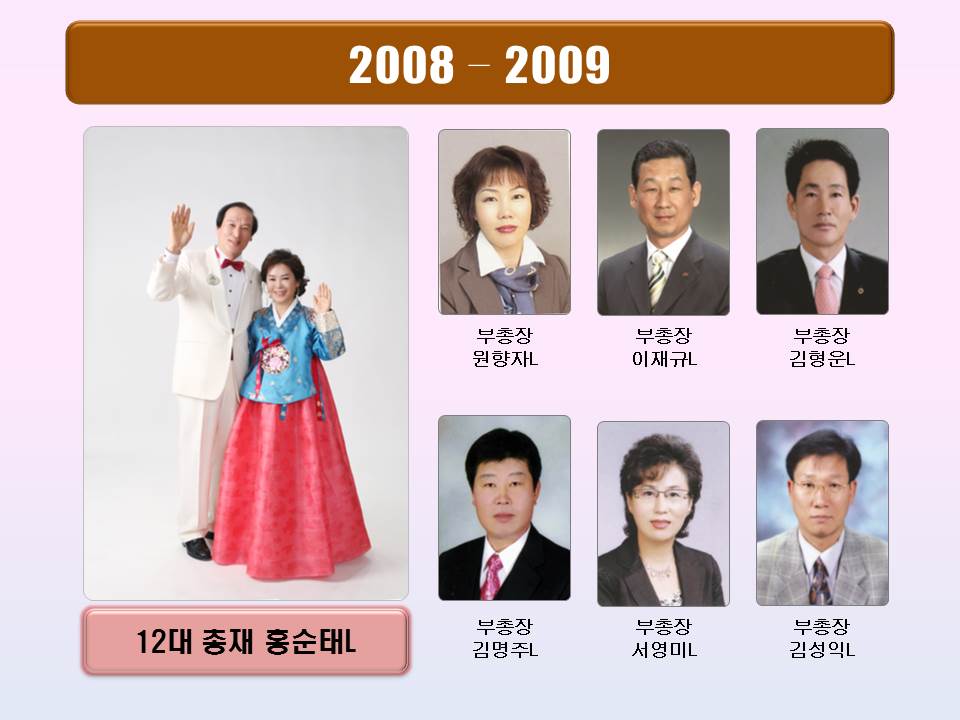 2008 – 2009
부총장
원향자L
부총장
이재규L
부총장
김형운L
12대 총재 홍순태L
부총장
김명주L
부총장
서영미L
부총장
김성익L